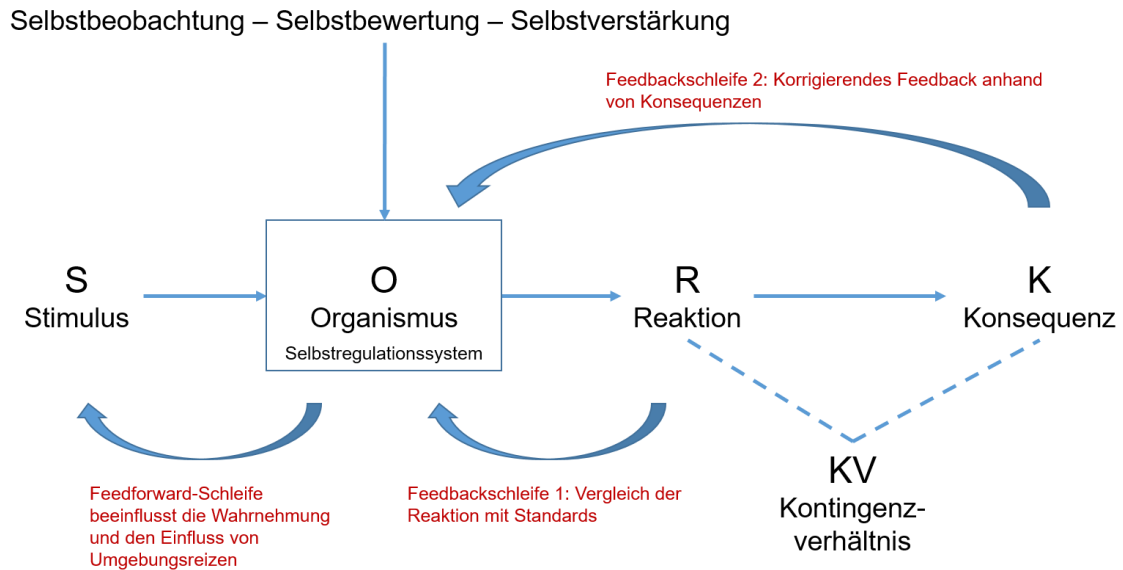 Selbstbeobachtung – Selbstbewertung – Selbstverstärkung
Feedbackschleife 2: Korrigierendes Feedback anhand
von Konsequenzen
S
Stimulus
O
Organismus
Selbstregulationssystem
R
Reaktion
K
Konsequenz
Feedforward-Schleife
beeinflusst die Wahrnehmung
und den Einfluss von
Umgebungsreizen
Feedbackschleife 1: Vergleich der
Reaktion mit Standards
KV
Kontingenz-
verhältnis